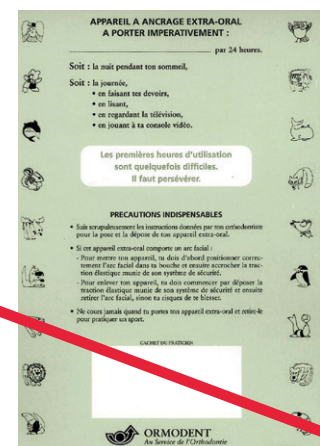 APPAREIL A ANCRAGE EXTRA-ORAL
A PORTER IMPERATIVEMENT :
par 24 heures.
Soit : la nuit pendant ton sommeil,
Soit : la journée,
• en faisant tes devoirs,
• en lisant,
• en regardant la télévision,
• en jouant à ta console vidéo.
Les premières heures d'utilisation
sont quelquefois difficiles.
Il faut persévérer.
PRECAUTIONS INDISPENSABLES
• Suis scrupuleusement les instructions données par ton orthodontiste
pour la pose et la dépose de ton appareil extra-oral.
• Si cet appareil extra-oral comporte un arc facial :
- Pour mettre ton appareil, tu dois d'abord positionner correc-
tement l'arc facial dans ta bouche et ensuite accrocher la trac-
tion élastique munie de son système de sécurité.
- Pour enlever ton appareil, tu dois commencer par déposer la
traction élastique munie de son système de sécurité et ensuite
retirer l'arc facial, sinon tu risques de te blesser.
• Ne cours jamais quand tu portes ton appareil extra-oral et retire-le
pour pratiquer un sport.
CACHET DU PRATICIEN
ORMODENT
Au Service de l'Orthodontie